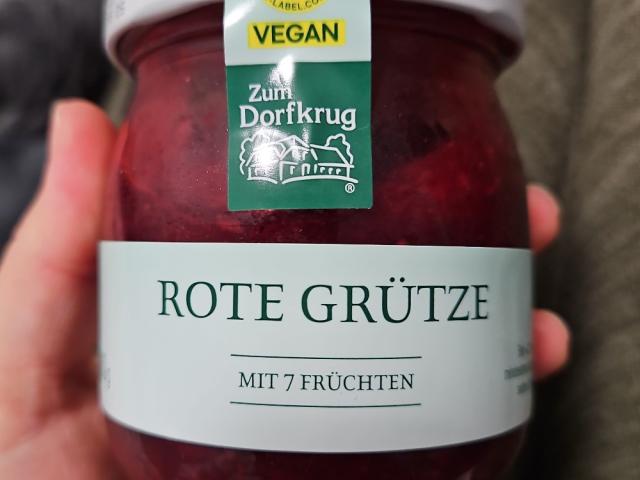 VEGAN
Zum
Dorfkrug
®
ROTE GRÜTZE
MIT 7 FRÜCHTEN